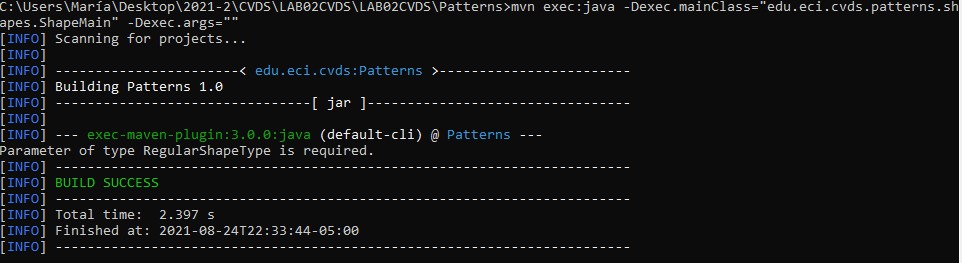 C:\Users\María\Desktop\2021-2\CVDS\LAB02CVDS\LAB02CVDS\Patterns>mvn exec:java -Dexec.mainClass="edu.eci.cvds.patterns.sh
apes.ShapeMain" -Dexec.args=""
[INFO] Scanning for projects...
[INFO]
[INFO] -----------------------< edu.eci.cvds:Patterns >------------------------
[INFO] Building Patterns 1.0
[INFO] --------------------------------[ jar ]---------------------------------
[INFO]
[INFO] --- exec-maven-plugin:3.0.0:java (default-cli) @ Patterns ---
Parameter of type RegularShapeType is required.
[INFO] ------------------------------------------------------------------------
[INFO] BUILD SUCCESS
[INFO] ------------------------------------------------------------------------
[INFO] Total time:  2.397 s
[INFO] Finished at: 2021-08-24T22:33:44-05:00
[INFO] ------------------------------------------------------------------------